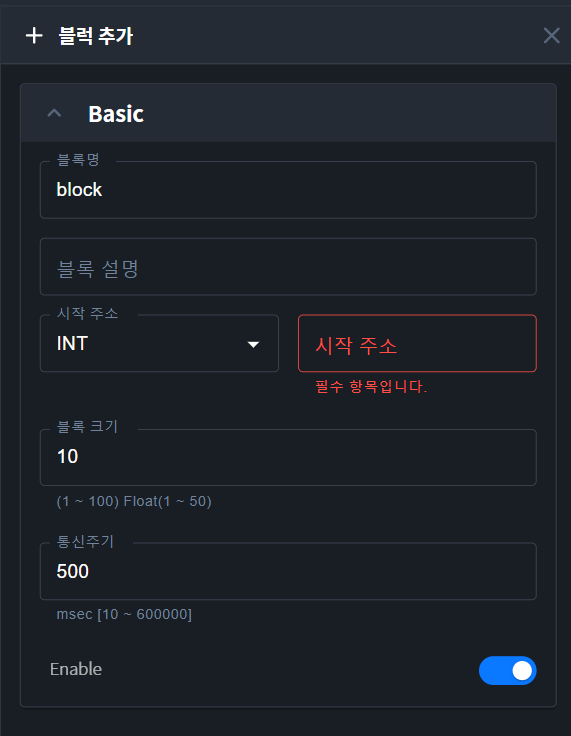 블럭 추가
Basic
블록명
block
블록 설명
시작 주소
INT
시작 주소
필수 항목입니다.
블록 크기
10
(1 ~ 100) Float(1 ~ 50)
통신주기
500
msec [10 ~ 600000]
Enable